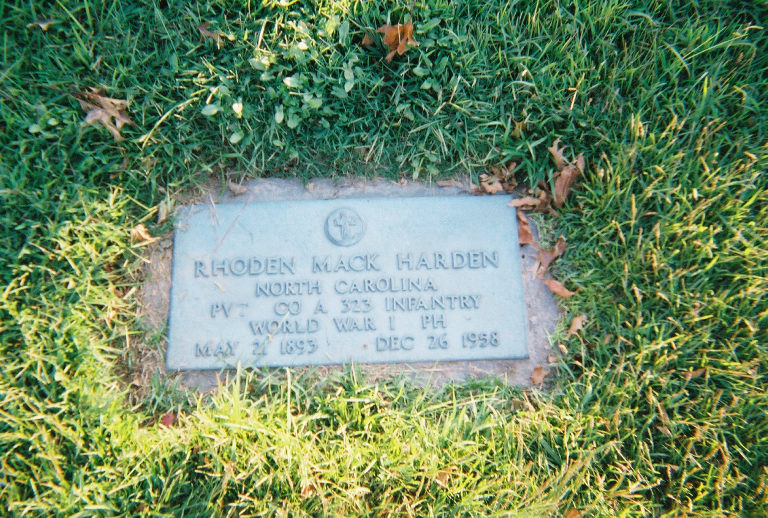 RHODEN MACK HARDEN
NORTH CAROLINA
PVT CO A 323 INFANTRY
WORLD WAR I PH
MAY 21 1893 DEC 26 1958